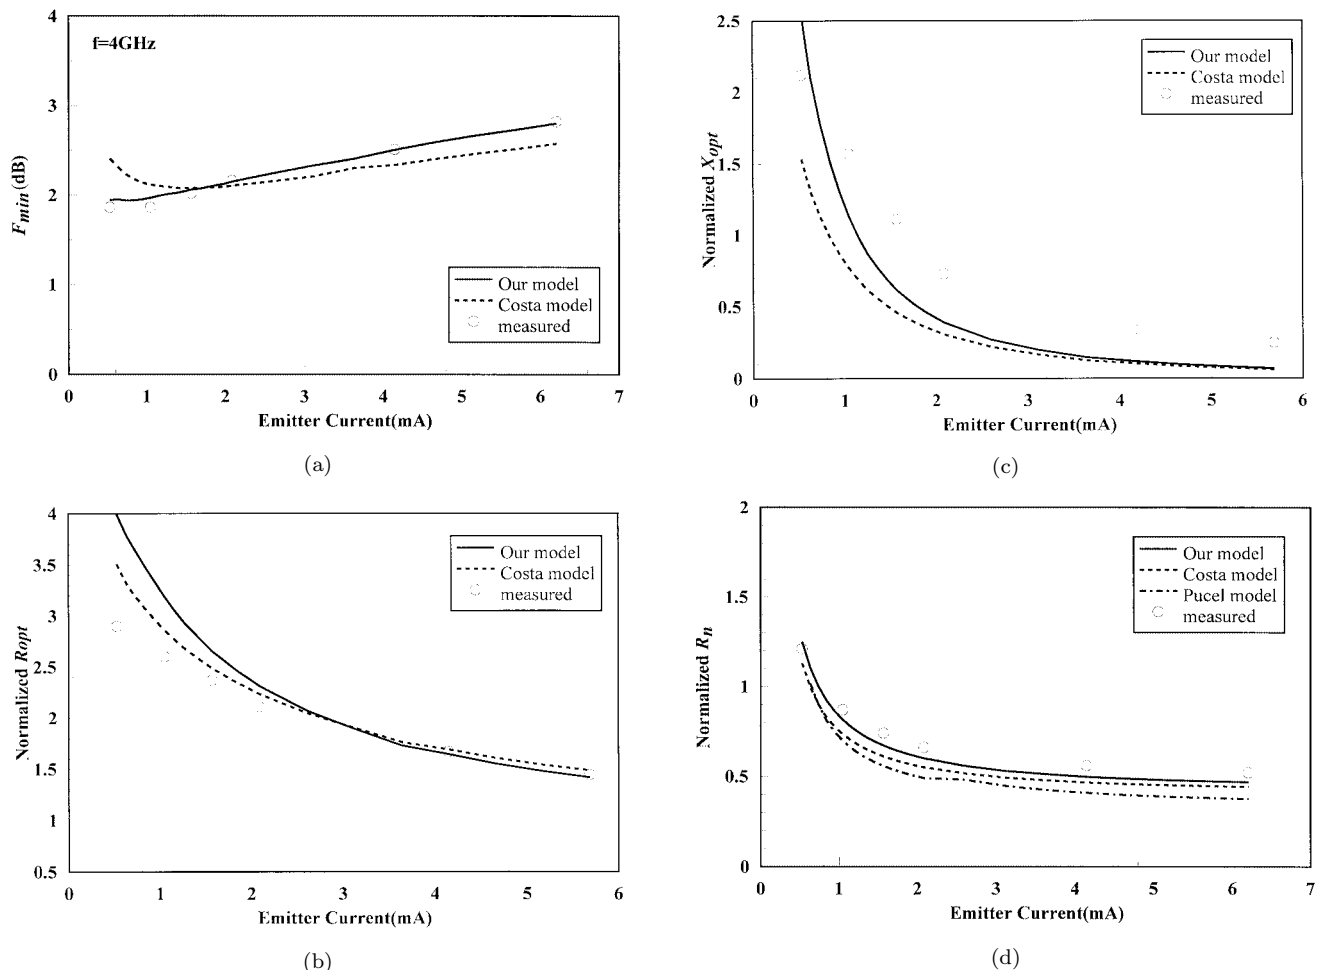 f=4GHz
4
3
2
1
0
F_min (dB)
Our model
Costa model
measured
0 1 2 3 4 5 6 7
Emitter Current(mA)
(a)
4
3.5
3
2.5
2
1.5
1
0.5
Normalized Ropt
Our model
Costa model
measured
0 1 2 3 4 5 6
Emitter Current(mA)
(b)
2.5
2
1.5
1
0.5
0
Normalized X_opt
Our model
Costa model
measured
0 1 2 3 4 5 6
Emitter Current(mA)
(c)
2
1.5
1
0.5
0
Normalized R_n
Our model
Costa model
Pucel model
measured
0 1 2 3 4 5 6 7
Emitter Current(mA)
(d)